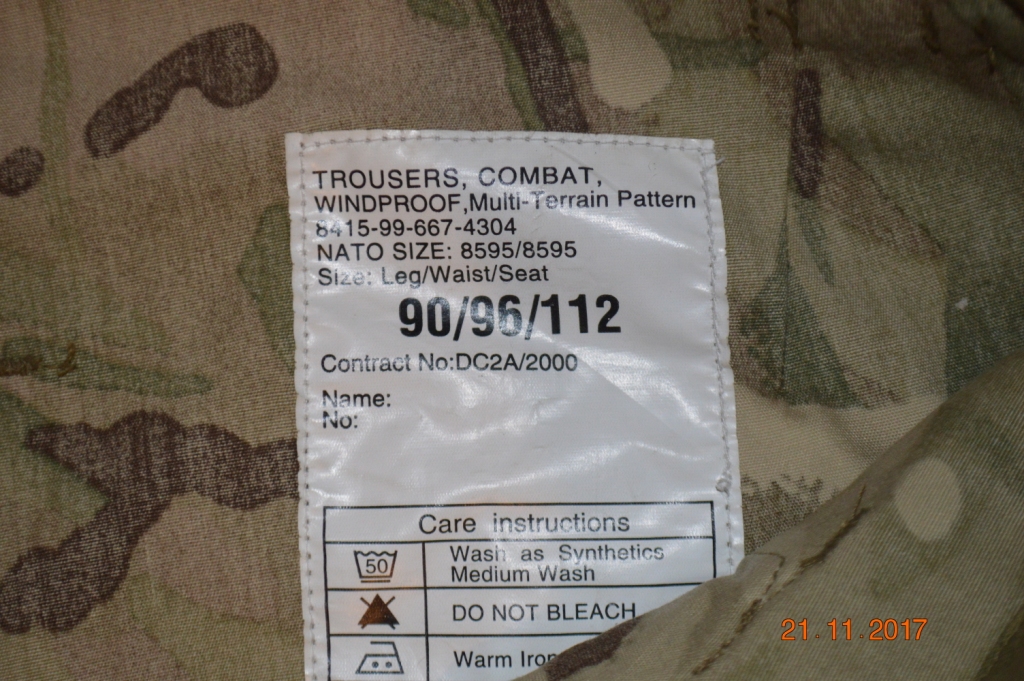 TROUSERS, COMBAT,
WINDPROOF,Multi-Terrain Pattern
8415-99-667-4304
NATO SIZE: 8595/8595
Size: Leg/Waist/Seat
90/96/112
Contract No:DC2A/2000
Name:
No:
Care instructions
50
Wash as Synthetics
Medium Wash
DO NOT BLEACH
Warm Iron
21.11.2017